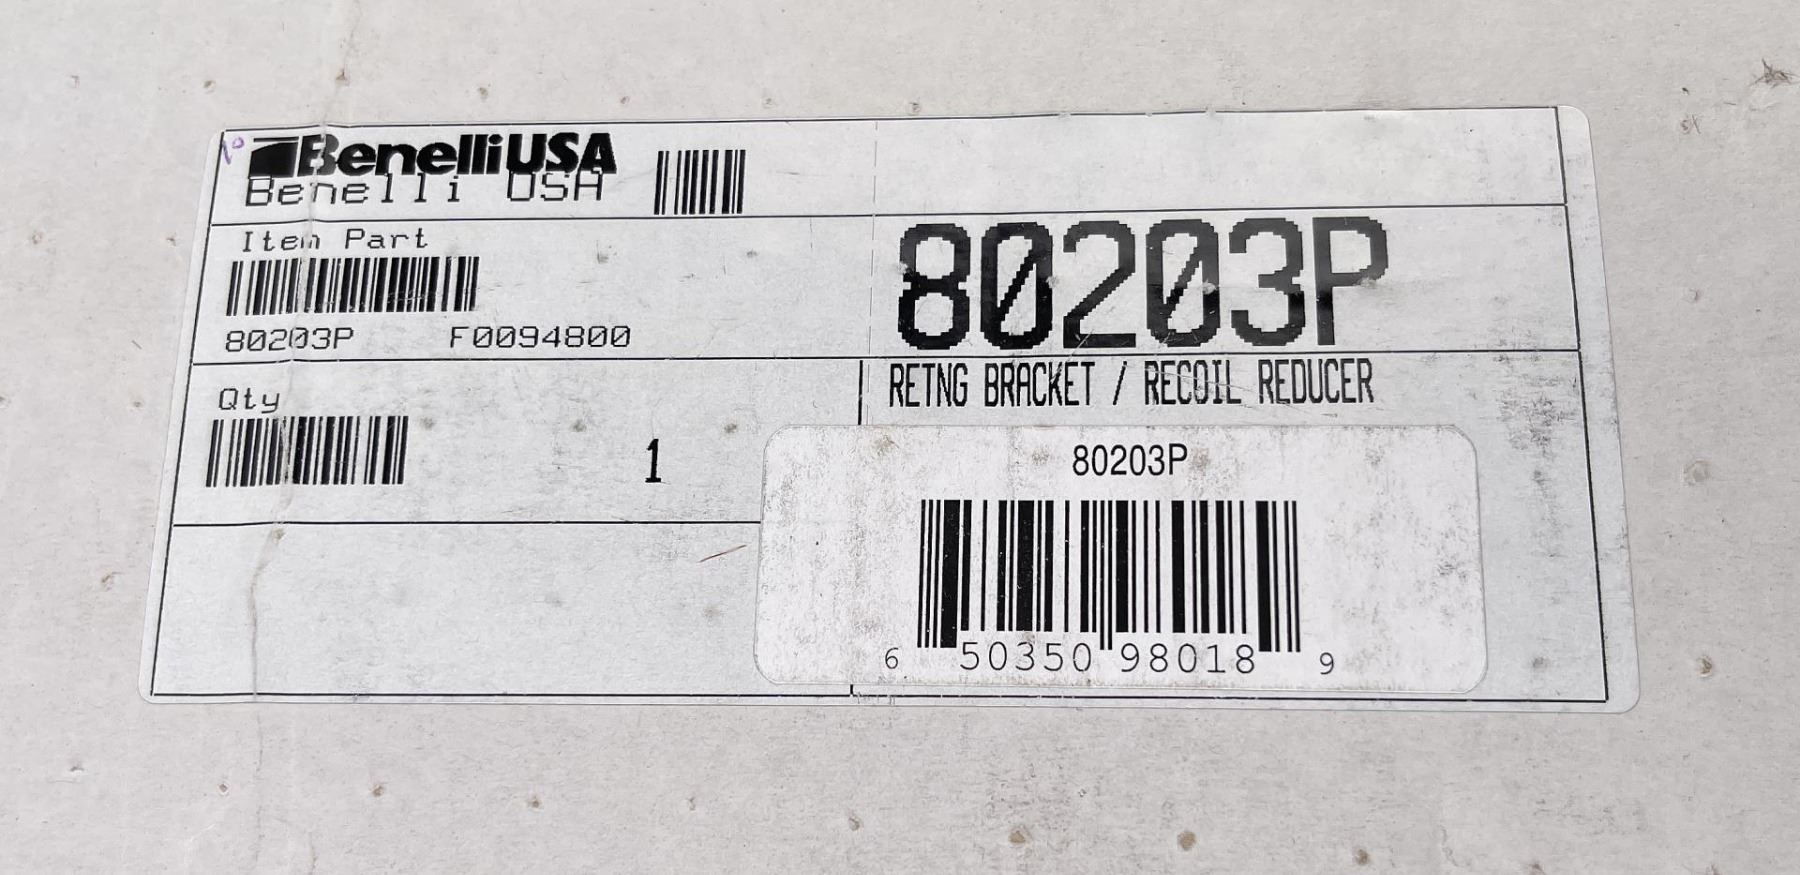 BenelliUSA
Benelli USA
Item Part
80203P F0094800
80203P
RETNG BRACKET / RECOIL REDUCER
Qty
1
80203P
6 50350 98018 9